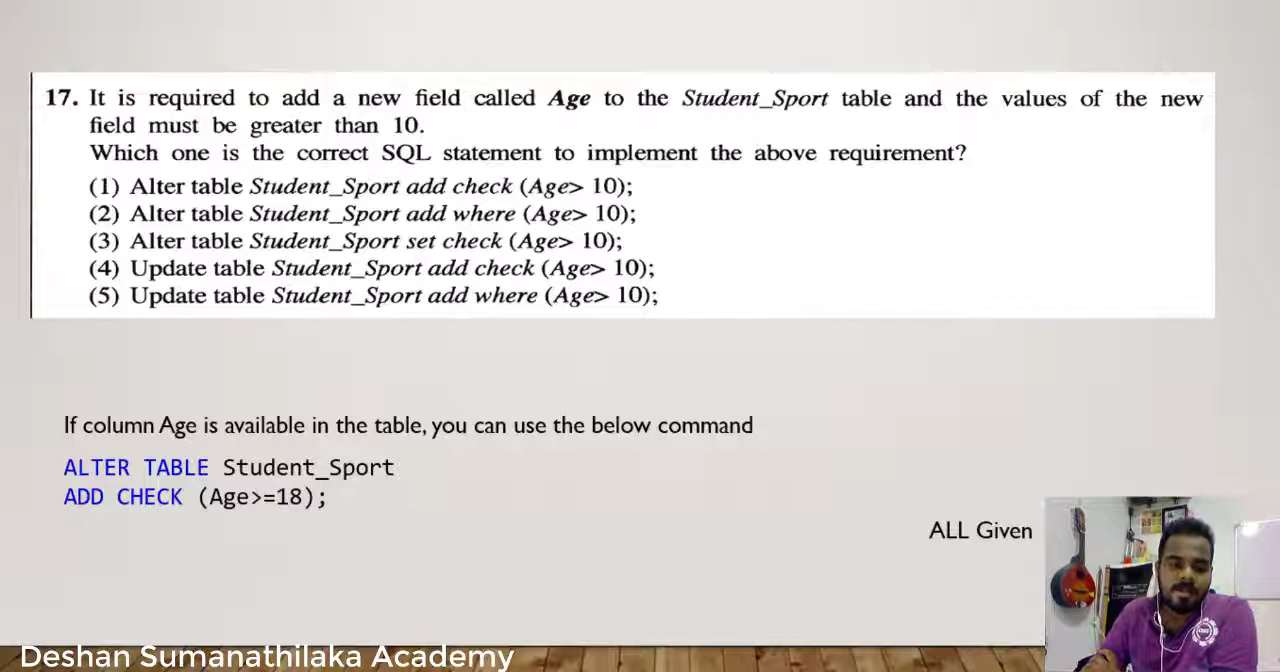 17. It is required to add a new field called Age to the Student_Sport table and the values of the new
field must be greater than 10.
Which one is the correct SQL statement to implement the above requirement?
(1) Alter table Student_Sport add check (Age> 10);
(2) Alter table Student_Sport add where (Age> 10);
(3) Alter table Student_Sport set check (Age> 10);
(4) Update table Student_Sport add check (Age> 10);
(5) Update table Student_Sport add where (Age> 10);
If column Age is available in the table, you can use the below command
ALTER TABLE Student_Sport
ADD CHECK (Age>=18);
ALL Given
Deshan Sumanathilaka Academy